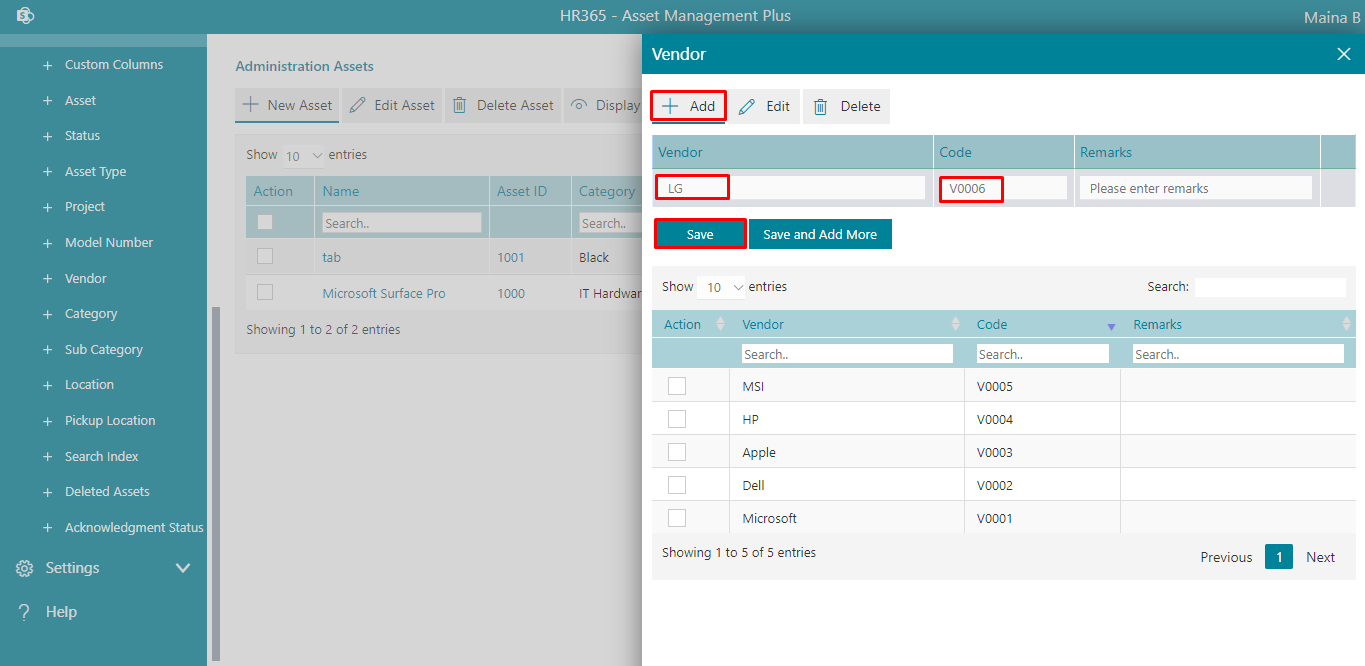 HR365 - Asset Management Plus
Maina B
Custom Columns
Asset
Status
Asset Type
Project
Model Number
Vendor
Category
Sub Category
Location
Pickup Location
Search Index
Deleted Assets
Acknowledgment Status
Settings
Help
Administration Assets
New Asset Edit Asset Delete Asset Display
Show 10 entries
Action Name Asset ID Category
Search.. Search..
tab 1001 Black
Microsoft Surface Pro 1000 IT Hardwar
Showing 1 to 2 of 2 entries
Vendor
Add Edit Delete
Vendor Code Remarks
LG V0006 Please enter remarks
Save Save and Add More
Show 10 entries Search:
Action Vendor Code Remarks
Search.. Search.. Search..
MSI V0005
HP V0004
Apple V0003
Dell V0002
Microsoft V0001
Showing 1 to 5 of 5 entries
Previous 1 Next